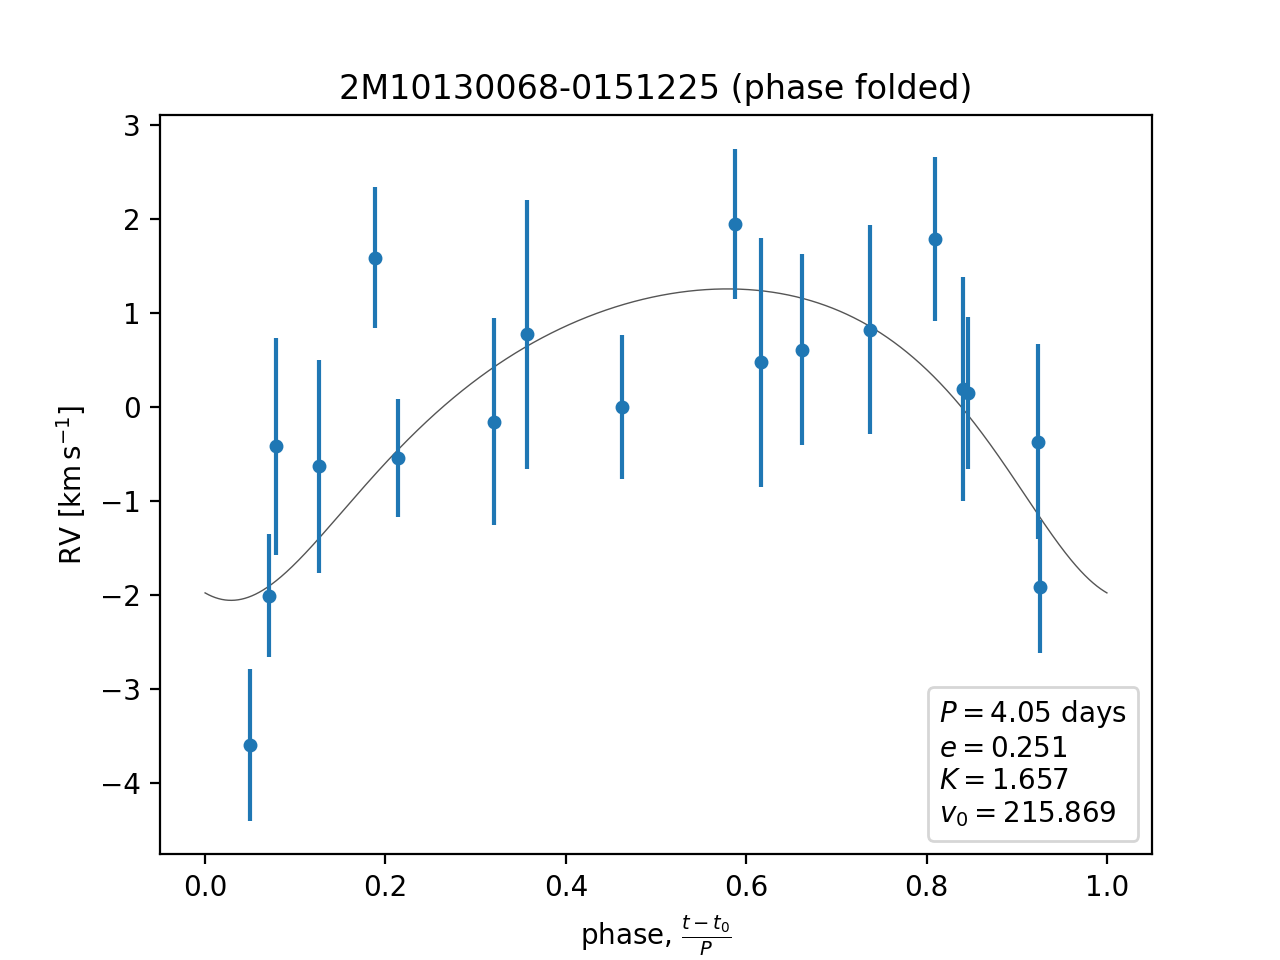 2M10130068-0151225 (phase folded)
3
2
1
0
−1
−2
−3
−4
RV [km s⁻¹]
P = 4.05 days
e = 0.251
K = 1.657
v₀ = 215.869
0.0 0.2 0.4 0.6 0.8 1.0
phase, \frac{t − t₀}{P}